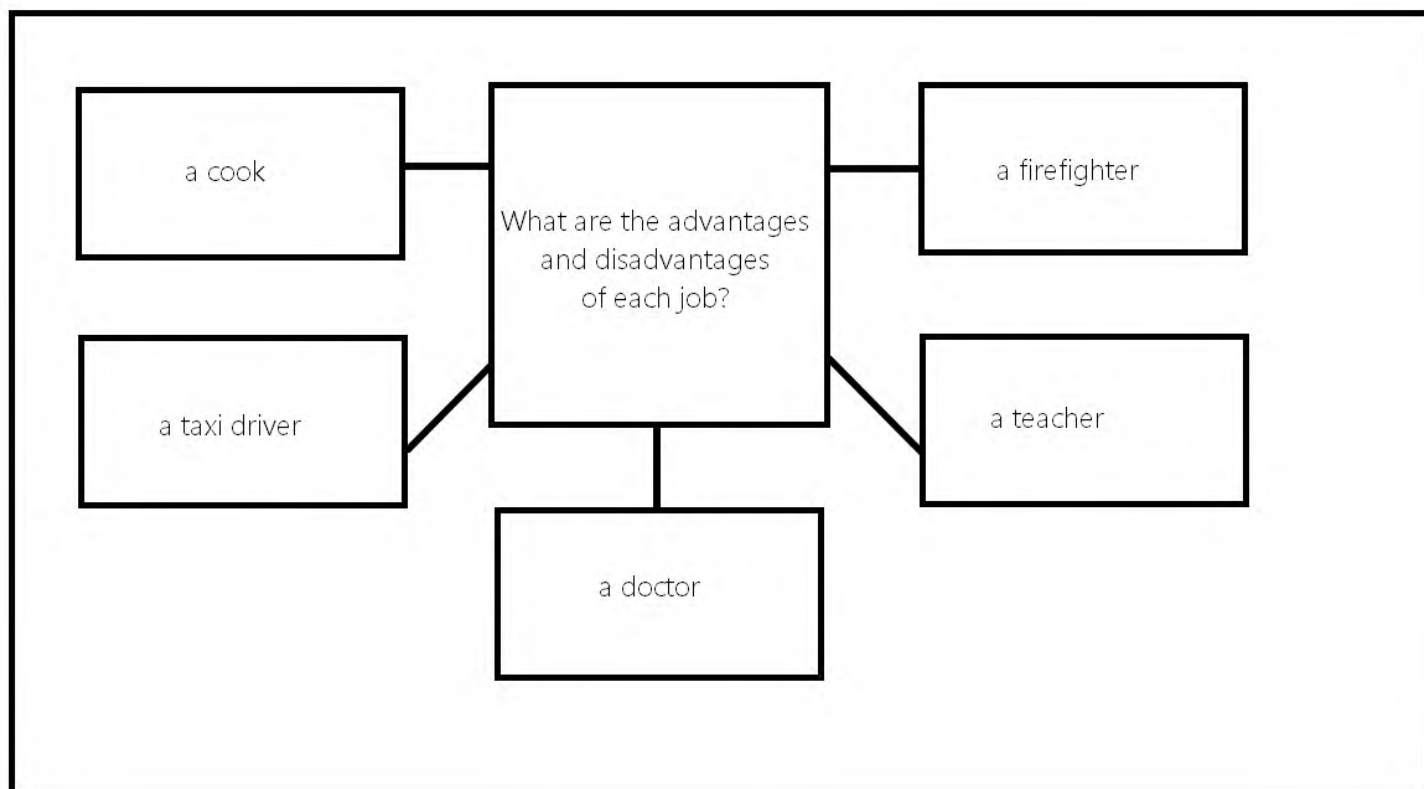 a cook
What are the advantages
and disadvantages
of each job?
a firefighter
a taxi driver
a teacher
a doctor